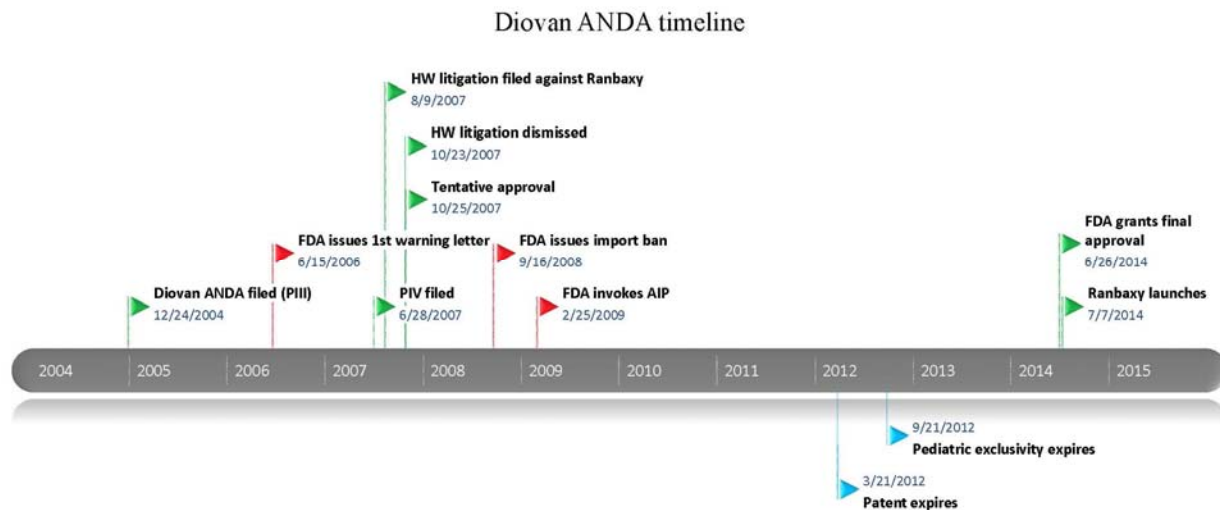 Diovan ANDA timeline
HW litigation filed against Ranbaxy
8/9/2007
HW litigation dismissed
10/23/2007
Tentative approval
10/25/2007
FDA issues 1st warning letter
6/15/2006
FDA issues import ban
9/16/2008
FDA grants final
approval
6/26/2014
Diovan ANDA filed (PIII)
12/24/2004
PIV filed
6/28/2007
FDA invokes AIP
2/25/2009
Ranbaxy launches
7/7/2014
2004 2005 2006 2007 2008 2009 2010 2011 2012 2013 2014 2015
9/21/2012
Pediatric exclusivity expires
3/21/2012
Patent expires